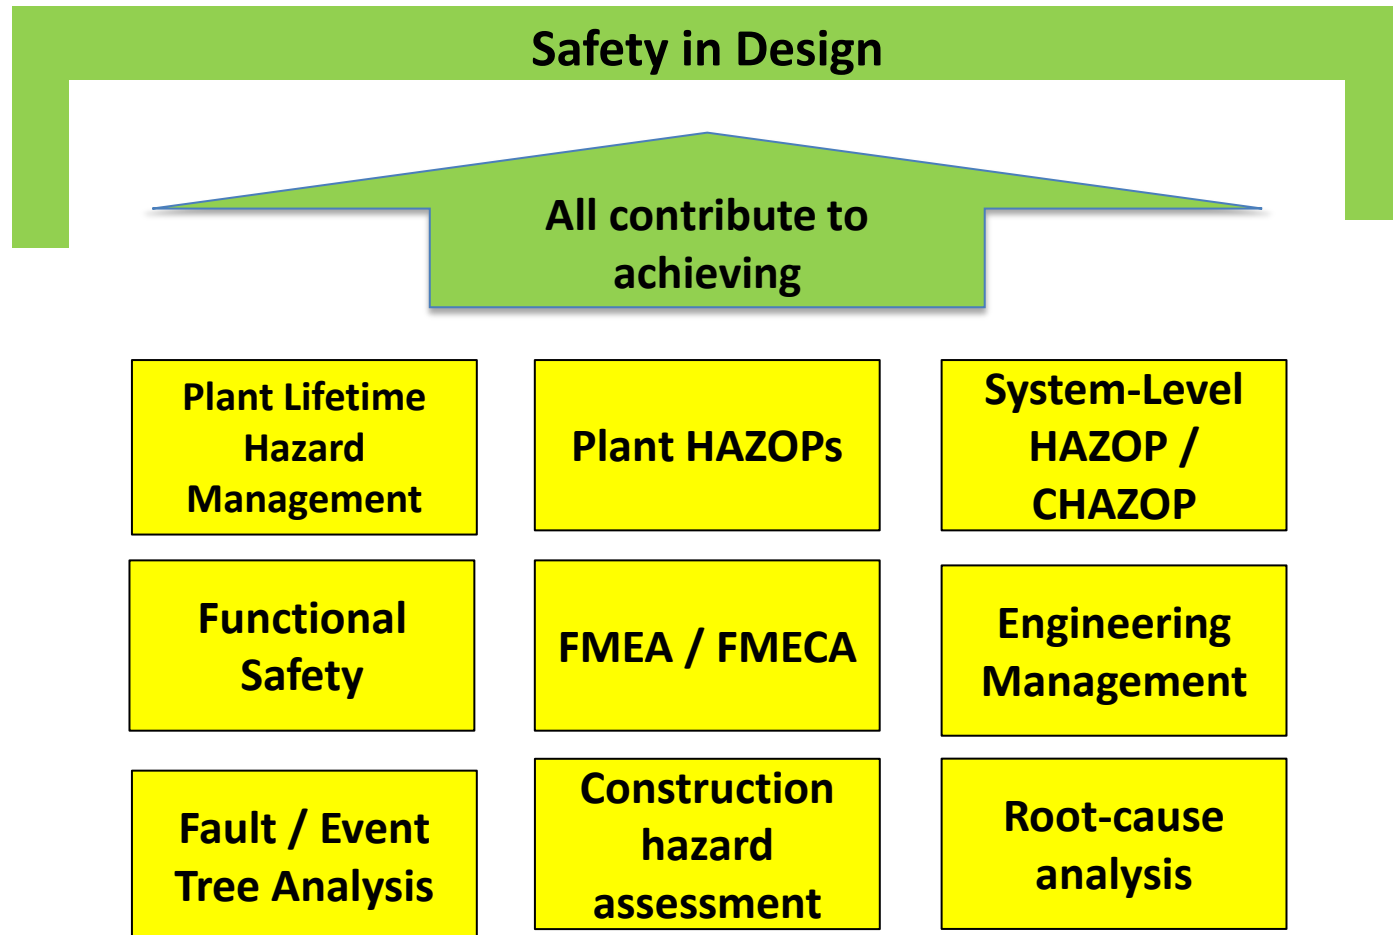 Safety in Design
All contribute to
achieving
Plant Lifetime
Hazard
Management
Plant HAZOPs
System-Level
HAZOP /
CHAZOP
Functional
Safety
FMEA / FMECA
Engineering
Management
Fault / Event
Tree Analysis
Construction
hazard
assessment
Root-cause
analysis